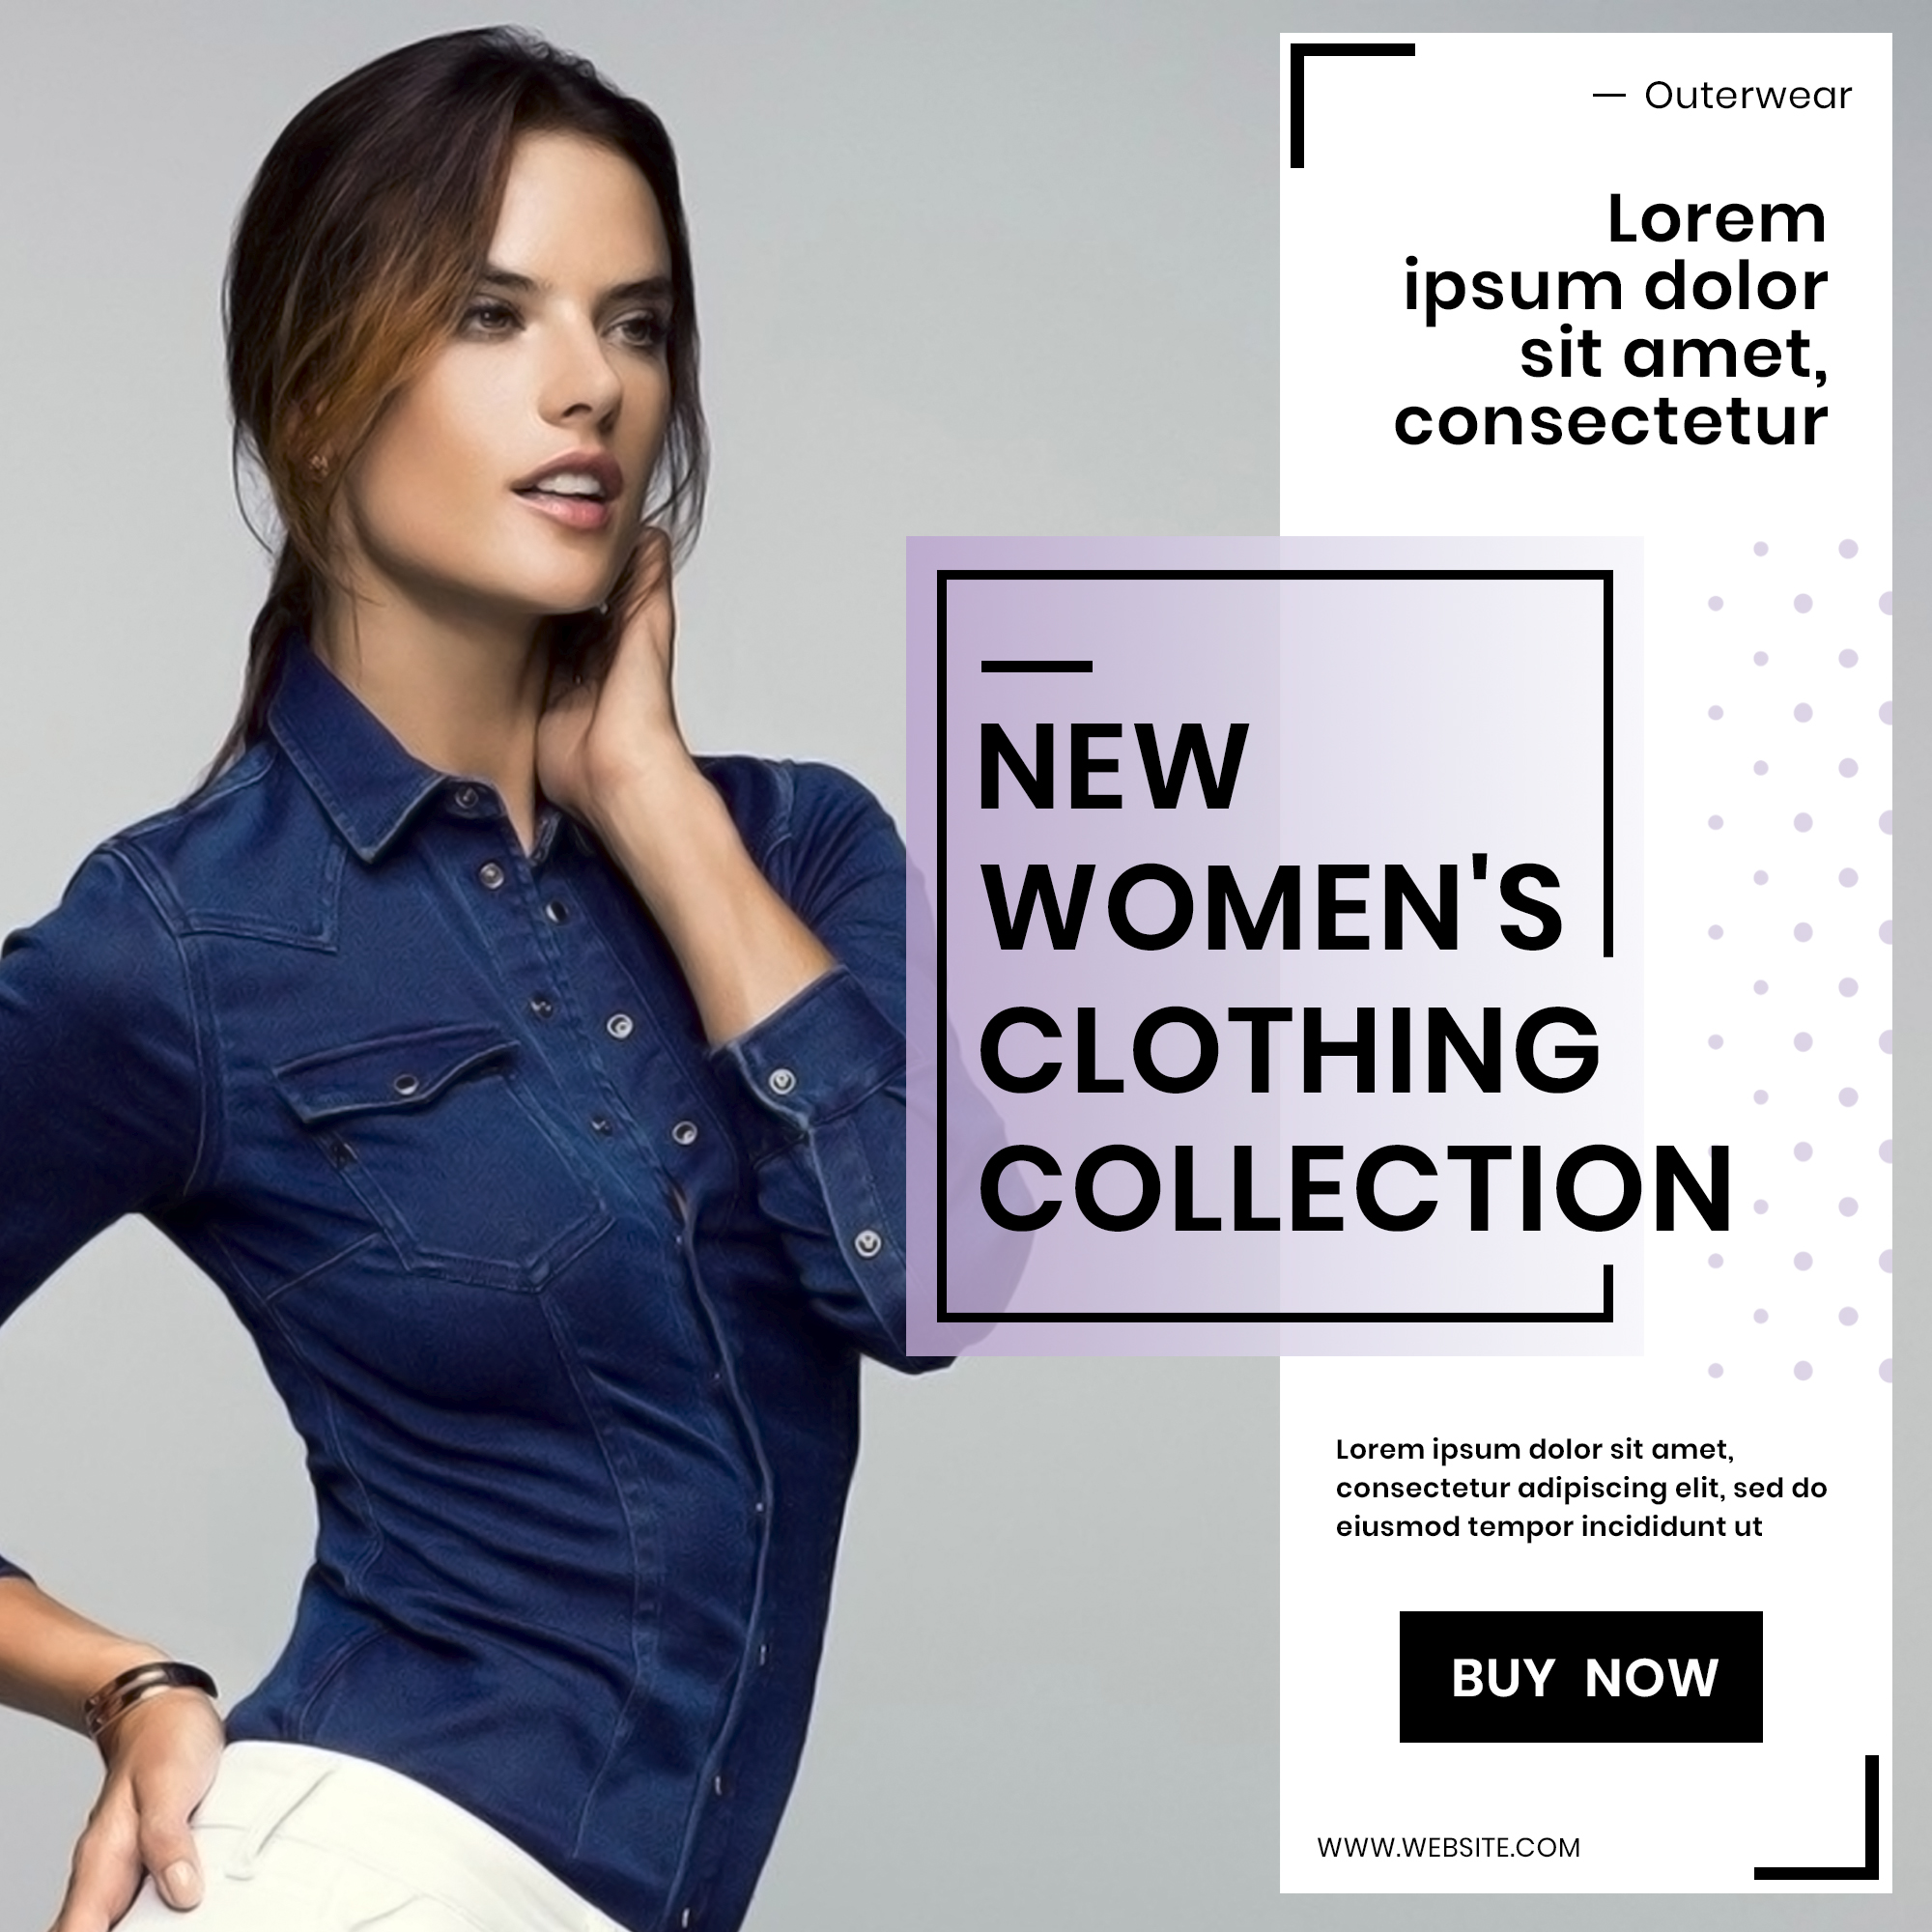 — Outerwear
Lorem
ipsum dolor
sit amet,
consectetur
NEW
WOMEN'S
CLOTHING
COLLECTION
Lorem ipsum dolor sit amet,
consectetur adipiscing elit, sed do
eiusmod tempor incididunt ut
BUY NOW
WWW.WEBSITE.COM